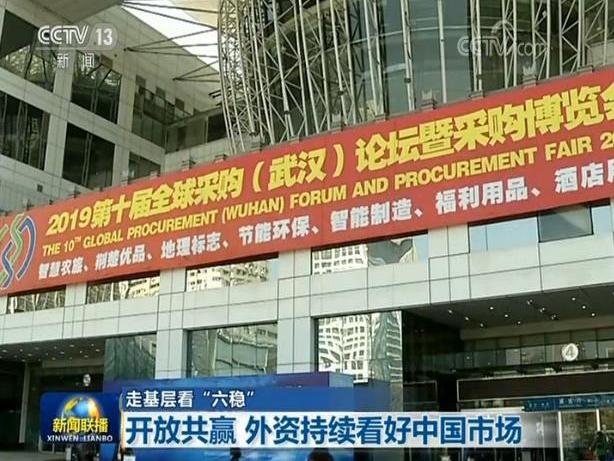 CCTV 13
新闻
CCTV.com
2019第十届全球采购（武汉）论坛暨采购博览会
THE 10TH GLOBAL PROCUREMENT (WUHAN) FORUM AND PROCUREMENT FAIR 2
智慧农旅、荆楚优品、地理标志、节能环保、智能制造、福利用品、酒店用
4
走基层看“六稳”
新闻联播
XINWEN LIANBO
开放共赢 外资持续看好中国市场